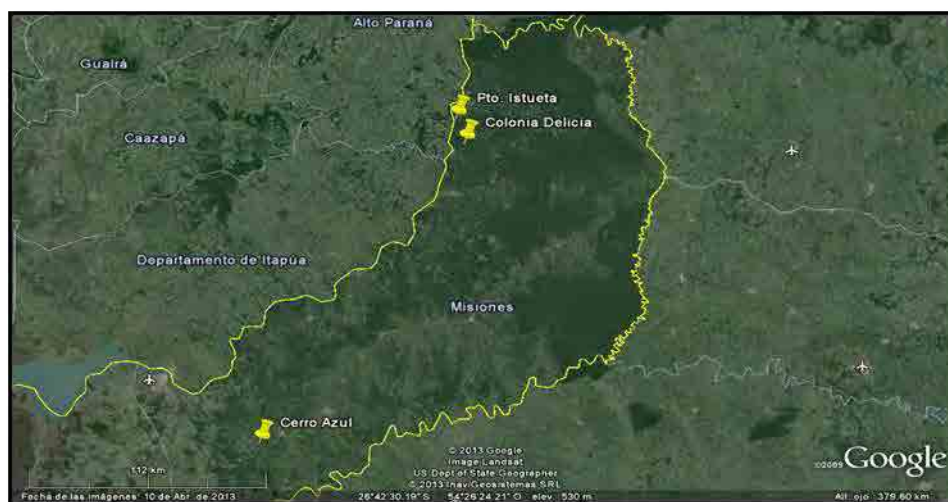 Alto Paraná
Guairá
Pto. Istueta
Colonia Delicia
Caazapá
Departamento de Itapúa
Misiones
Cerro Azul
© 2013 Google
Image Landsat
US Dept of State Geographer
© 2013 Inav/Geosistemas SRL
112 km
©2009 Google
Fecha de las imágenes: 10 de Abr. de 2013 26°42'30.19"S 54°26'24.21"O elev. 530 m Alt. ojo 379.60 km